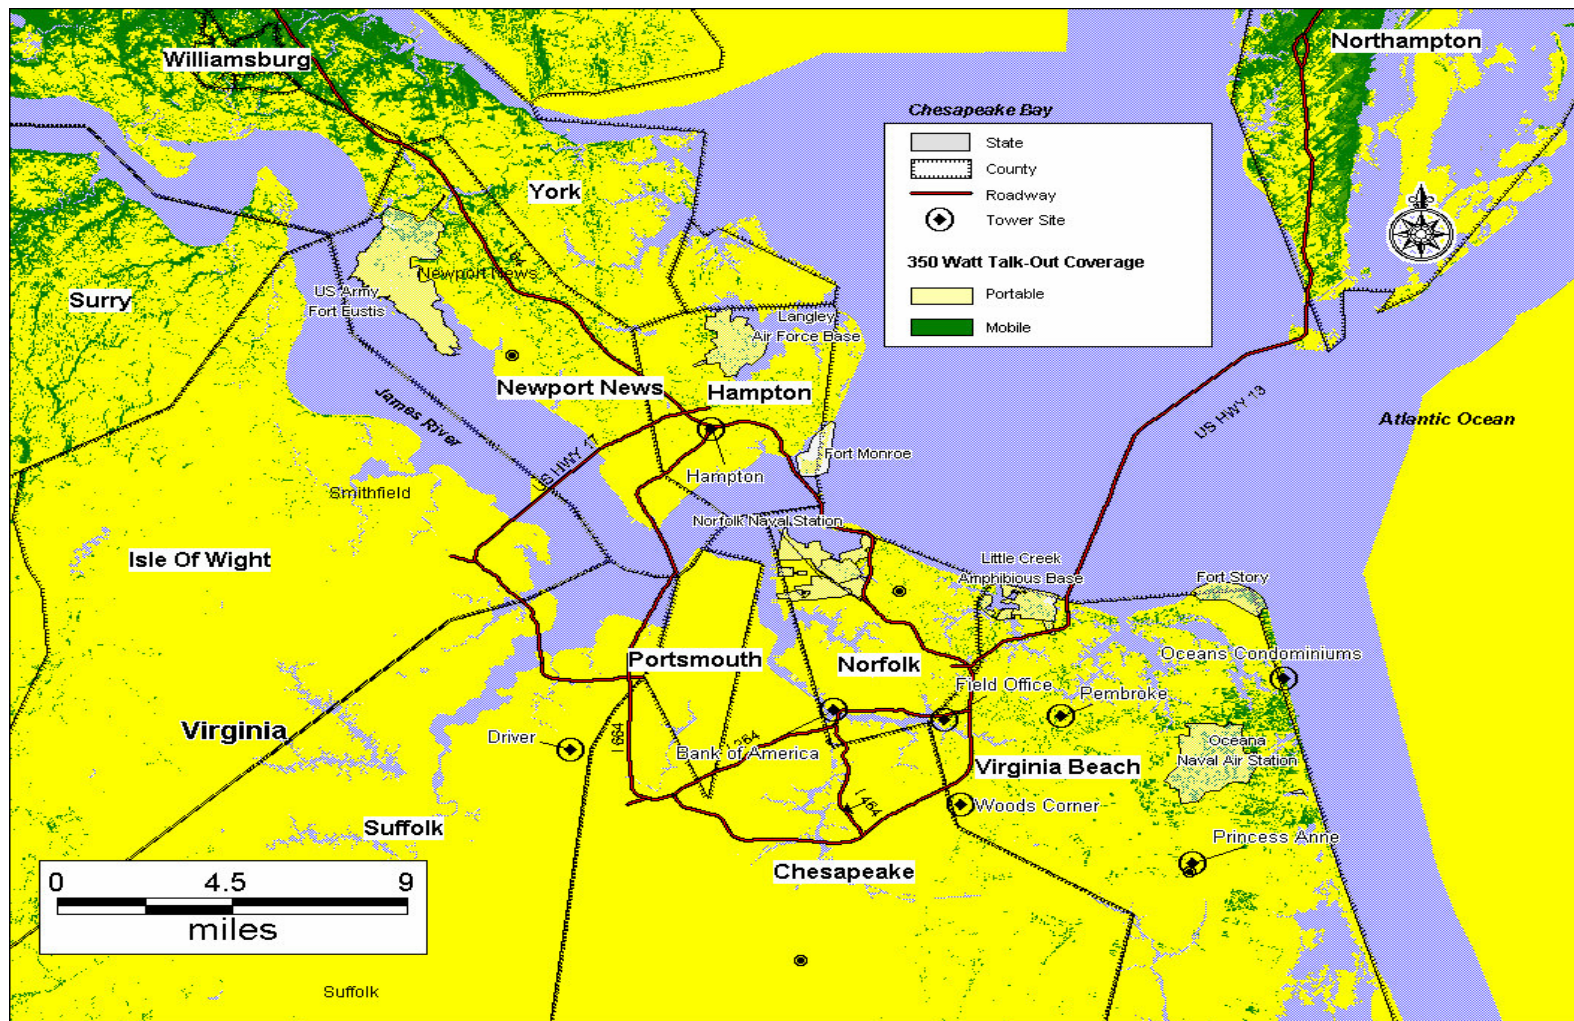 Northampton
Williamsburg
Chesapeake Bay
State
County
Roadway
Tower Site
350 Watt Talk-Out Coverage
Portable
Mobile
York
I 64
Newport News
US Army
Fort Eustis
Surry
Langley
Air Force Base
Newport News
Hampton
James River
US HWY 13
Atlantic Ocean
US HWY 17
Fort Monroe
Hampton
Smithfield
Norfolk Naval Station
Isle Of Wight
Little Creek
Amphibious Base
Fort Story
Portsmouth
Norfolk
Oceans Condominiums
Field Office
Pembroke
Virginia
Driver
I 664
I 264
Bank of America
Oceana
Naval Air Station
Virginia Beach
I 464
Woods Corner
Suffolk
Princess Anne
Chesapeake
0 4.5 9
miles
Suffolk